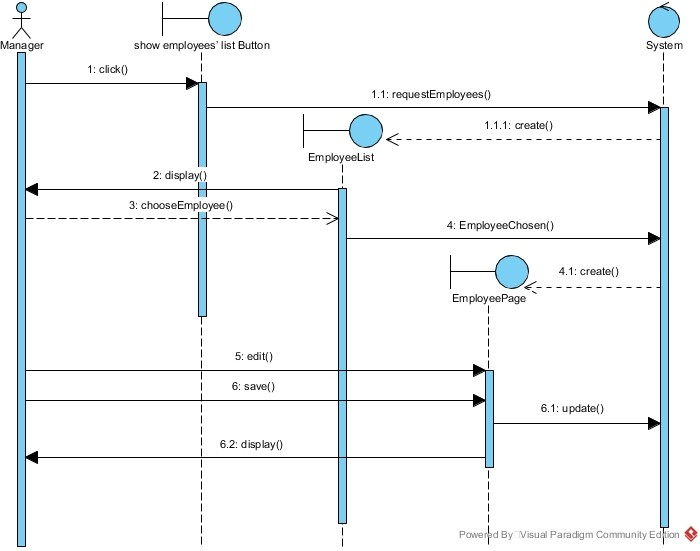 Manager
show employees' list Button
System
1: click()
1.1: requestEmployees()
1.1.1: create()
EmployeeList
2: display()
3: chooseEmployee()
4: EmployeeChosen()
4.1: create()
EmployeePage
5: edit()
6: save()
6.1: update()
6.2: display()
Powered By Visual Paradigm Community Edition